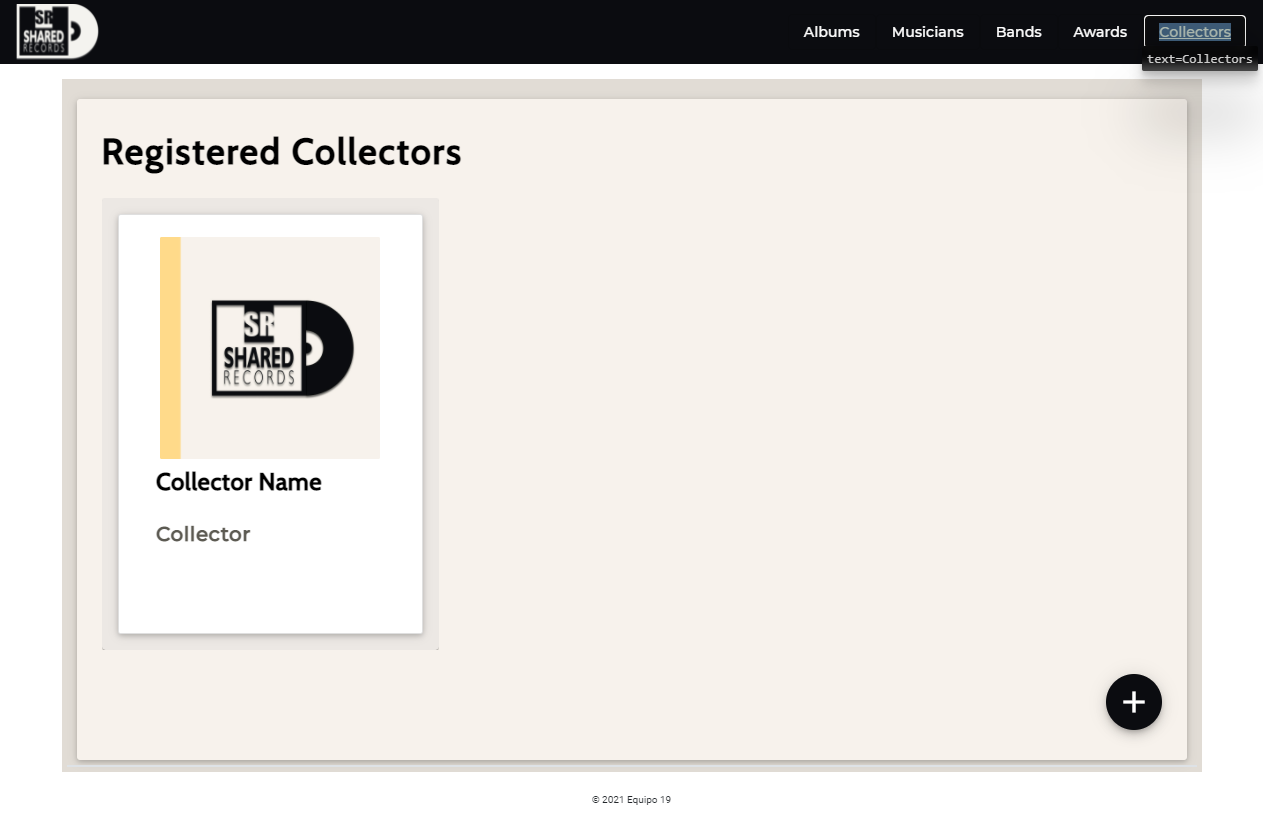 SR
SHARED
RECORDS
Albums Musicians Bands Awards Collectors
text=Collectors
Registered Collectors
SR
SHARED
RECORDS
Collector Name
Collector
© 2021 Equipo 19